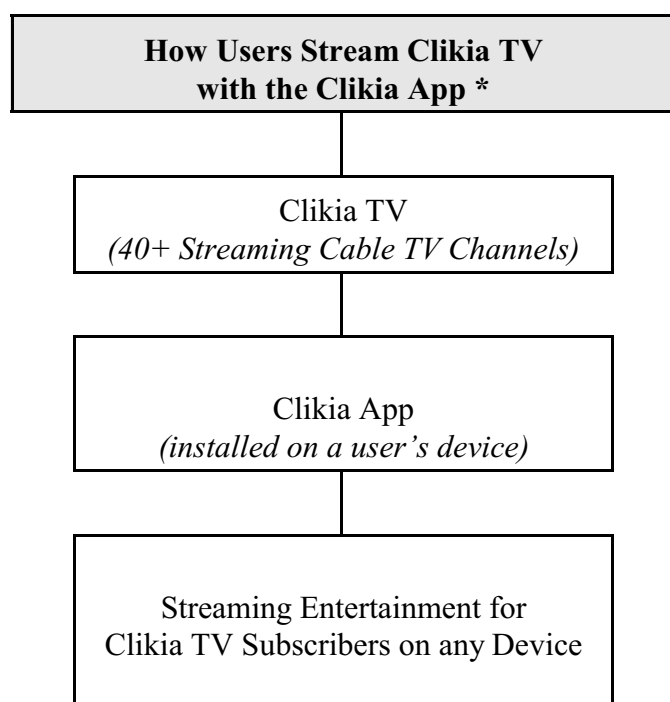 How Users Stream Clikia TV
with the Clikia App *
Clikia TV
(40+ Streaming Cable TV Channels)
Clikia App
(installed on a user’s device)
Streaming Entertainment for
Clikia TV Subscribers on any Device